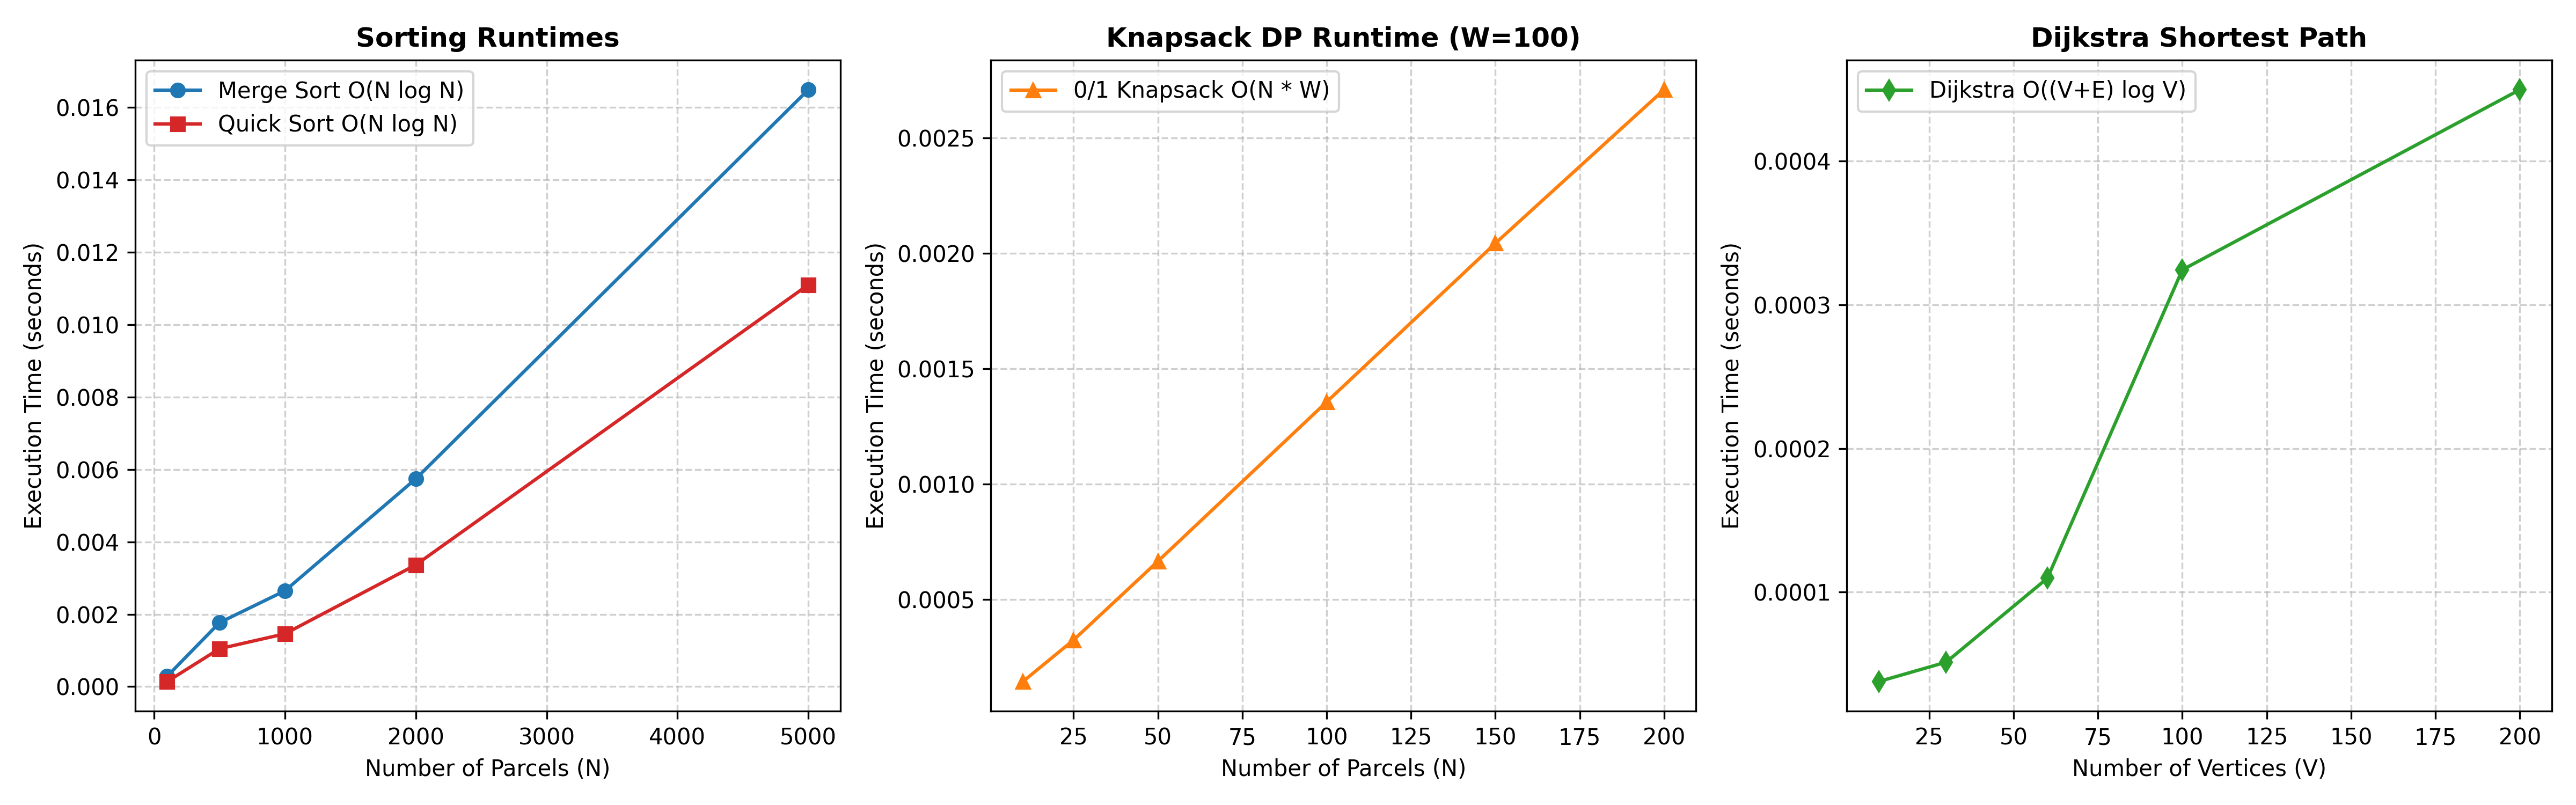 Sorting Runtimes
Merge Sort O(N log N)
Quick Sort O(N log N)
Execution Time (seconds)
0.016
0.014
0.012
0.010
0.008
0.006
0.004
0.002
0.000
0 1000 2000 3000 4000 5000
Number of Parcels (N)
Knapsack DP Runtime (W=100)
0/1 Knapsack O(N * W)
Execution Time (seconds)
0.0025
0.0020
0.0015
0.0010
0.0005
25 50 75 100 125 150 175 200
Number of Parcels (N)
Dijkstra Shortest Path
Dijkstra O((V+E) log V)
Execution Time (seconds)
0.0004
0.0003
0.0002
0.0001
25 50 75 100 125 150 175 200
Number of Vertices (V)